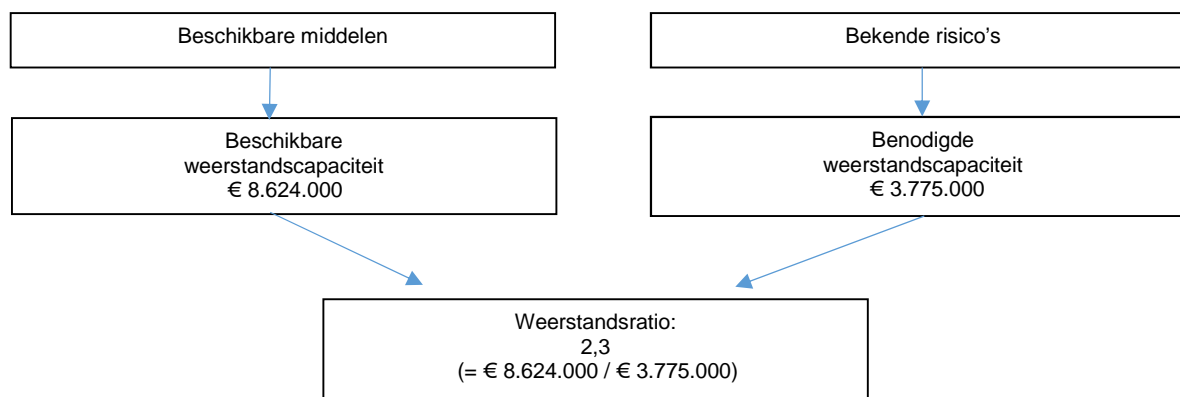 Beschikbare middelen
Bekende risico's
Beschikbare
weerstandscapaciteit
€ 8.624.000
Benodigde
weerstandscapaciteit
€ 3.775.000
Weerstandsratio:
2,3
(= € 8.624.000 / € 3.775.000)